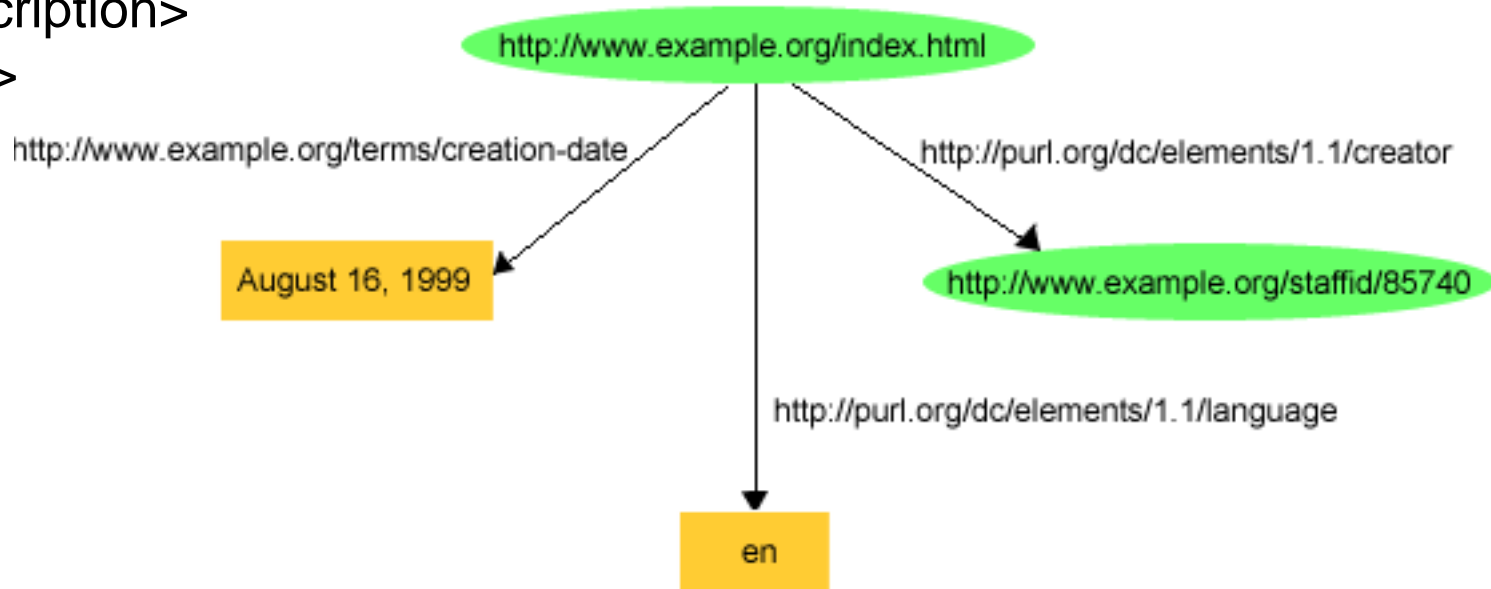 cription>
>
http://www.example.org/index.html
http://www.example.org/terms/creation-date
http://purl.org/dc/elements/1.1/creator
August 16, 1999
http://www.example.org/staffid/85740
http://purl.org/dc/elements/1.1/language
en